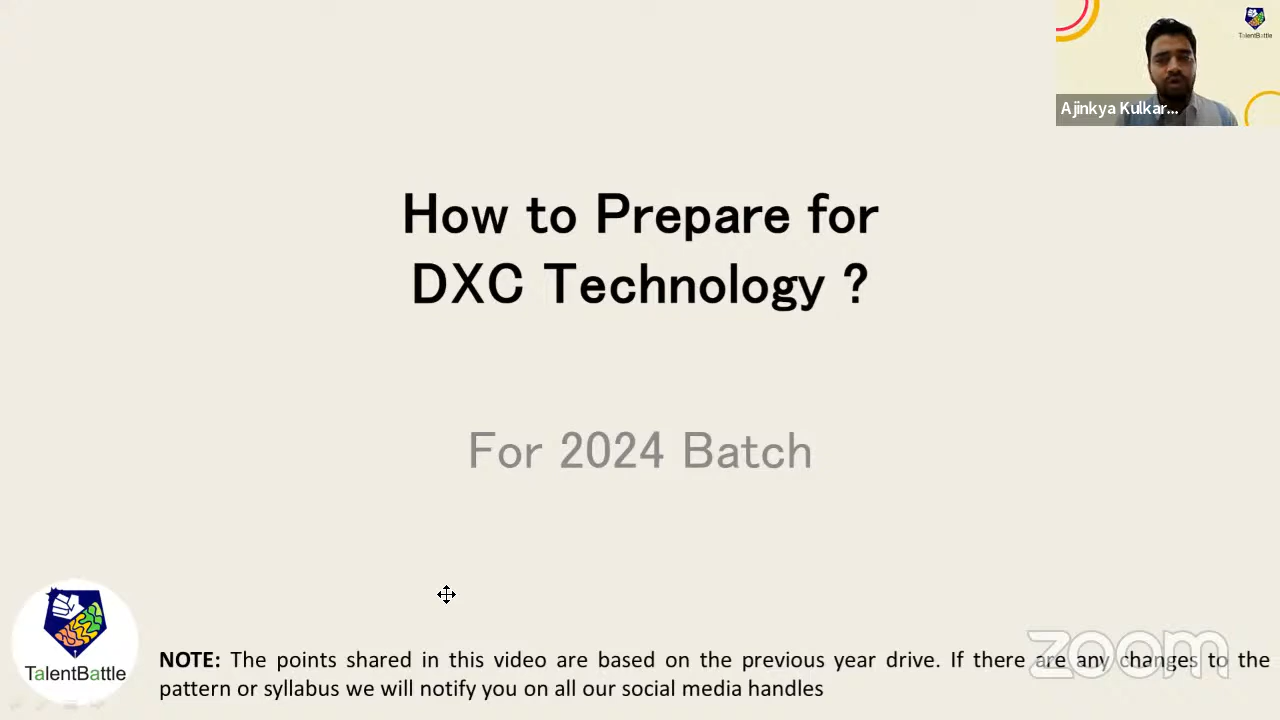 TalentBattle
Ajinkya Kulkar...
How to Prepare for
DXC Technology ?
For 2024 Batch
TalentBattle
NOTE: The points shared in this video are based on the previous year drive. If there are any changes to the
pattern or syllabus we will notify you on all our social media handles
zoom